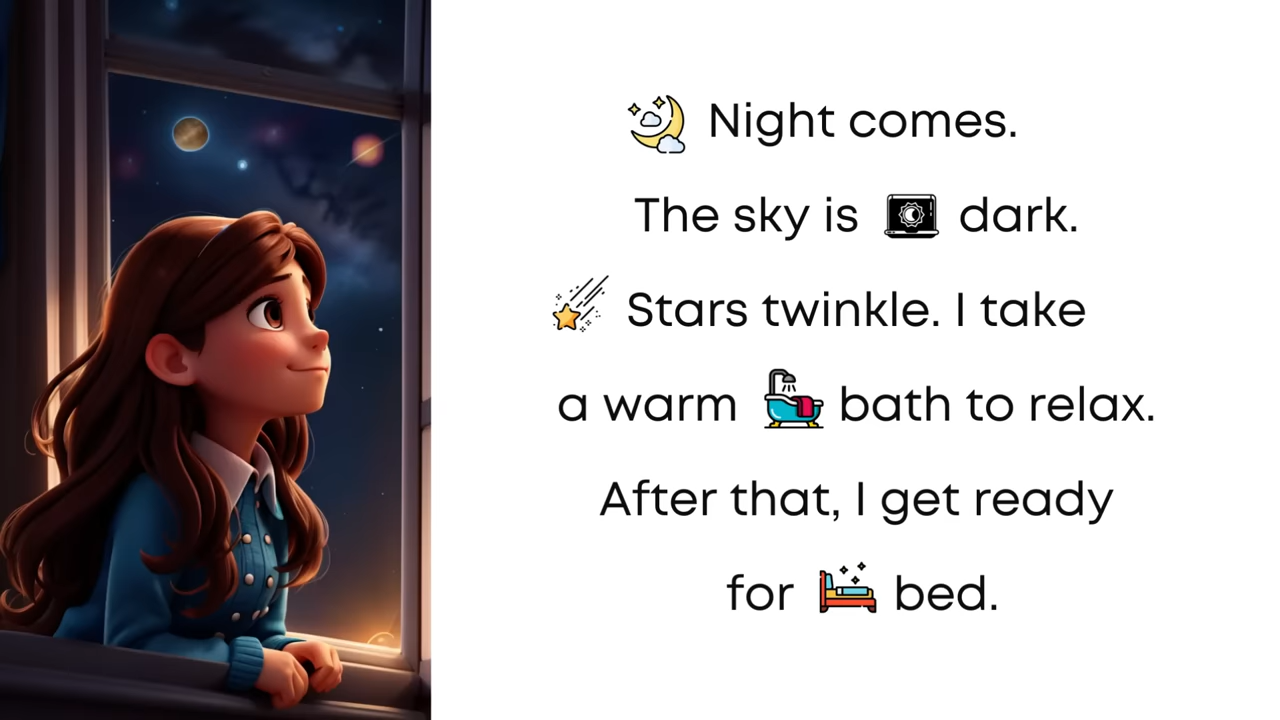 Night comes.
The sky is dark.
Stars twinkle. I take
a warm bath to relax.
After that, I get ready
for bed.